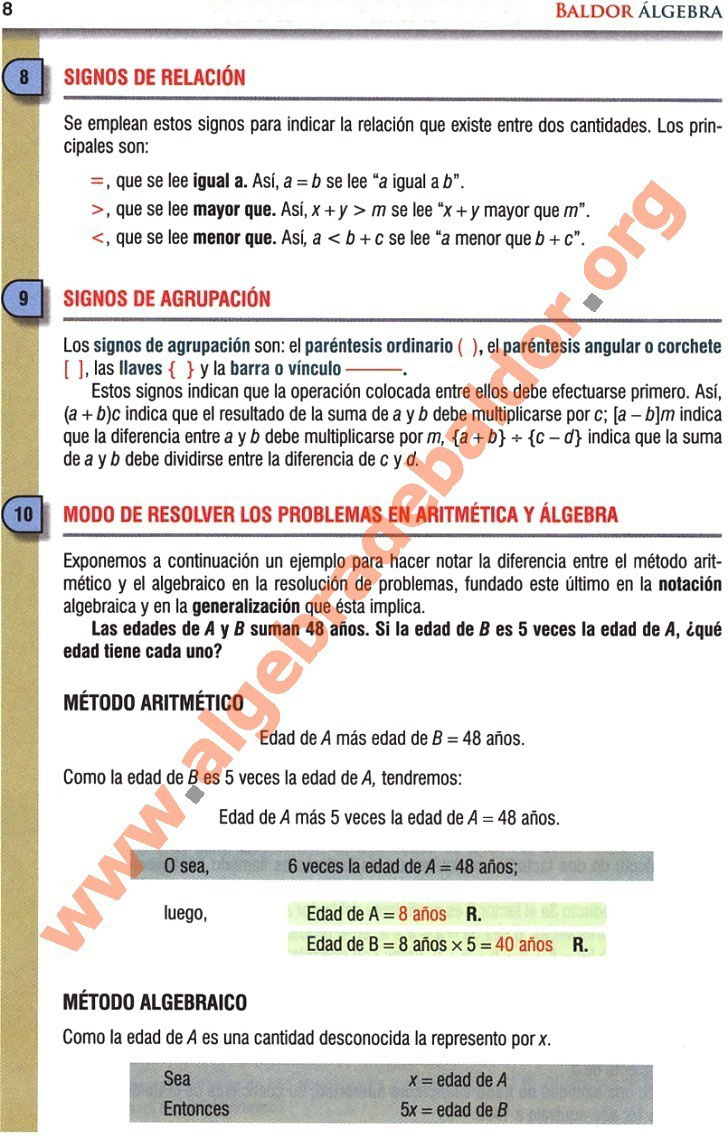 8
BALDOR ÁLGEBRA
8
SIGNOS DE RELACIÓN
Se emplean estos signos para indicar la relación que existe entre dos cantidades. Los prin-
cipales son:
=, que se lee igual a. Así, a = b se lee “a igual a b”.
>, que se lee mayor que. Así, x + y > m se lee “x + y mayor que m”.
<, que se lee menor que. Así, a < b + c se lee “a menor que b + c”.
9
SIGNOS DE AGRUPACIÓN
Los signos de agrupación son: el paréntesis ordinario ( ), el paréntesis angular o corchete
[ ], las llaves { } y la barra o vínculo ———.
Estos signos indican que la operación colocada entre ellos debe efectuarse primero. Así,
(a + b)c indica que el resultado de la suma de a y b debe multiplicarse por c; [a – b]m indica
que la diferencia entre a y b debe multiplicarse por m, {a + b} ÷ {c – d} indica que la suma
de a y b debe dividirse entre la diferencia de c y d.
10
MODO DE RESOLVER LOS PROBLEMAS EN ARITMÉTICA Y ÁLGEBRA
Exponemos a continuación un ejemplo para hacer notar la diferencia entre el método arit-
mético y el algebraico en la resolución de problemas, fundado este último en la notación
algebraica y en la generalización que ésta implica.
Las edades de A y B suman 48 años. Si la edad de B es 5 veces la edad de A, ¿qué
edad tiene cada uno?
MÉTODO ARITMÉTICO
Edad de A más edad de B = 48 años.
Como la edad de B es 5 veces la edad de A, tendremos:
Edad de A más 5 veces la edad de A = 48 años.
O sea, 6 veces la edad de A = 48 años;
luego, Edad de A = 8 años R.
Edad de B = 8 años × 5 = 40 años R.
MÉTODO ALGEBRAICO
Como la edad de A es una cantidad desconocida la represento por x.
Sea x = edad de A
Entonces 5x = edad de B
www.algebradebaldor.org